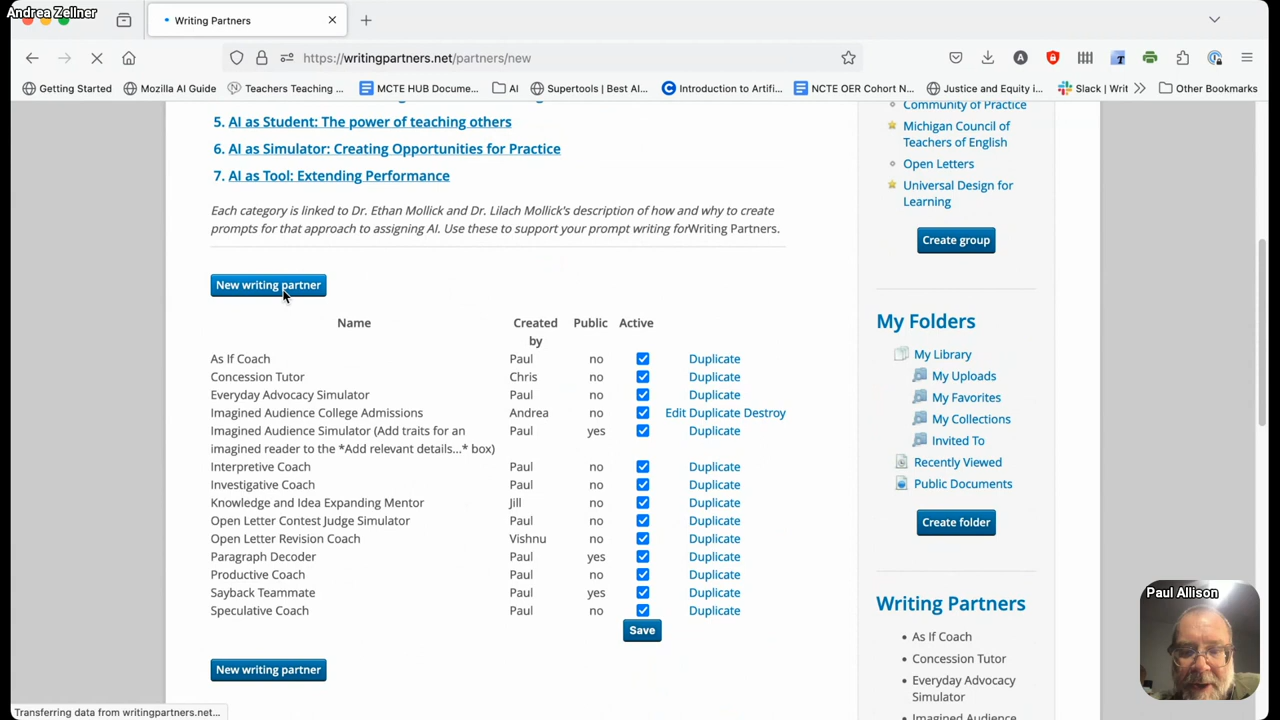 Andrea Zellner
Writing Partners
https://writingpartners.net/partners/new
Getting Started
Mozilla AI Guide
Teachers Teaching ...
MCTE HUB Docume...
AI
Supertools | Best AI...
Introduction to Artifi...
NCTE OER Cohort N...
Justice and Equity i...
Slack | Writ
Other Bookmarks
5. AI as Student: The power of teaching others
6. AI as Simulator: Creating Opportunities for Practice
7. AI as Tool: Extending Performance
Each category is linked to Dr. Ethan Mollick and Dr. Lilach Mollick's description of how and why to create
prompts for that approach to assigning AI. Use these to support your prompt writing forWriting Partners.
New writing partner
Name Created by Public Active
As If Coach Paul no Duplicate
Concession Tutor Chris no Duplicate
Everyday Advocacy Simulator Paul no Duplicate
Imagined Audience College Admissions Andrea no Edit Duplicate Destroy
Imagined Audience Simulator (Add traits for an Paul yes Duplicate
imagined reader to the *Add relevant details...* box)
Interpretive Coach Paul no Duplicate
Investigative Coach Paul no Duplicate
Knowledge and Idea Expanding Mentor Jill no Duplicate
Open Letter Contest Judge Simulator Paul no Duplicate
Open Letter Revision Coach Vishnu no Duplicate
Paragraph Decoder Paul yes Duplicate
Productive Coach Paul no Duplicate
Sayback Teammate Paul yes Duplicate
Speculative Coach Paul no Duplicate
Save
New writing partner
Community of Practice
Michigan Council of
Teachers of English
Open Letters
Universal Design for
Learning
Create group
My Folders
My Library
My Uploads
My Favorites
My Collections
Invited To
Recently Viewed
Public Documents
Create folder
Writing Partners
As If Coach
Concession Tutor
Everyday Advocacy
Simulator
Imagined Audience
Paul Allison
Transferring data from writingpartners.net...